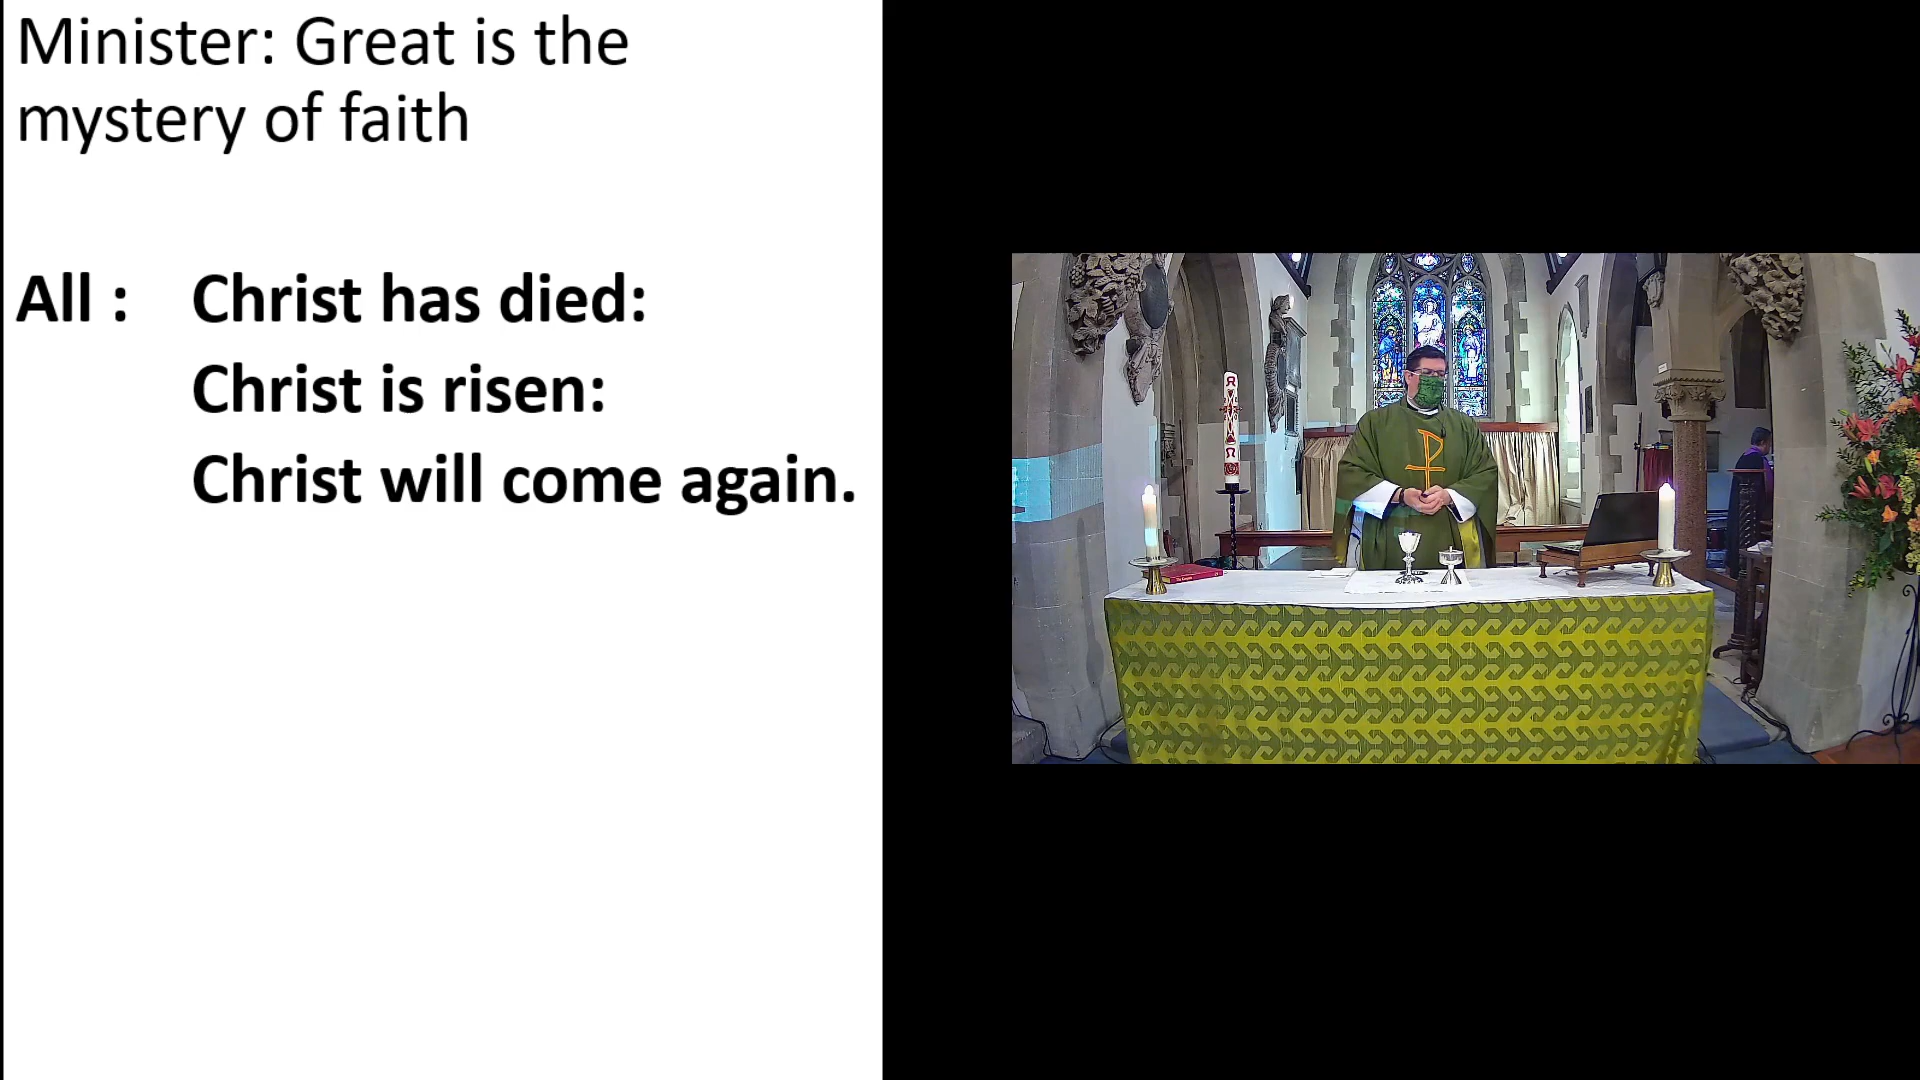 Minister: Great is the
mystery of faith
All : Christ has died:
Christ is risen:
Christ will come again.